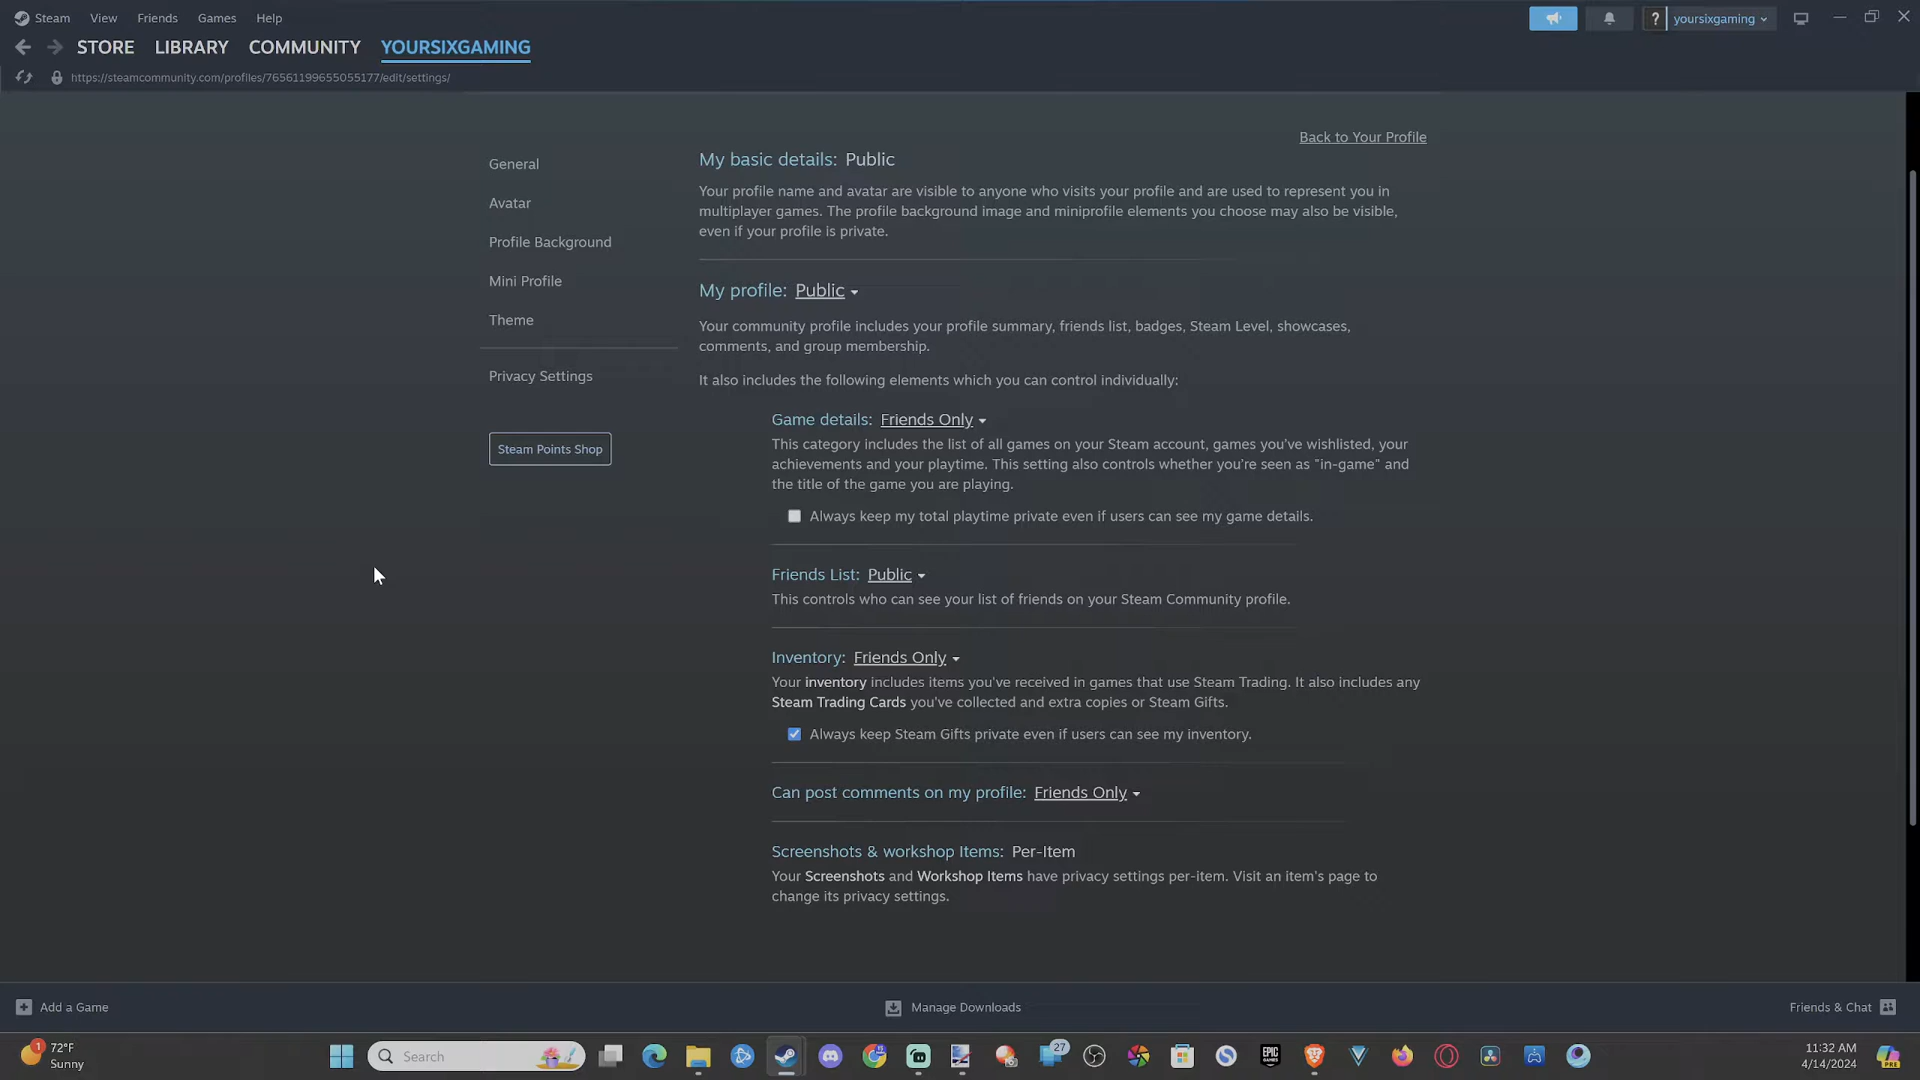 Steam View Friends Games Help
? yoursixgaming
STORE LIBRARY COMMUNITY YOURSIXGAMING
https://steamcommunity.com/profiles/76561199655055177/edit/settings/
Back to Your Profile
General
Avatar
Profile Background
Mini Profile
Theme
Privacy Settings
Steam Points Shop
My basic details: Public
Your profile name and avatar are visible to anyone who visits your profile and are used to represent you in
multiplayer games. The profile background image and miniprofile elements you choose may also be visible,
even if your profile is private.
My profile: Public
Your community profile includes your profile summary, friends list, badges, Steam Level, showcases,
comments, and group membership.
It also includes the following elements which you can control individually:
Game details: Friends Only
This category includes the list of all games on your Steam account, games you've wishlisted, your
achievements and your playtime. This setting also controls whether you're seen as "in-game" and
the title of the game you are playing.
Always keep my total playtime private even if users can see my game details.
Friends List: Public
This controls who can see your list of friends on your Steam Community profile.
Inventory: Friends Only
Your inventory includes items you've received in games that use Steam Trading. It also includes any
Steam Trading Cards you've collected and extra copies or Steam Gifts.
Always keep Steam Gifts private even if users can see my inventory.
Can post comments on my profile: Friends Only
Screenshots & workshop Items: Per-Item
Your Screenshots and Workshop Items have privacy settings per-item. Visit an item's page to
change its privacy settings.
Add a Game Manage Downloads Friends & Chat
1 72°F
Sunny
Search
27
EPIC
GAMES
11:32 AM
4/14/2024
PRE